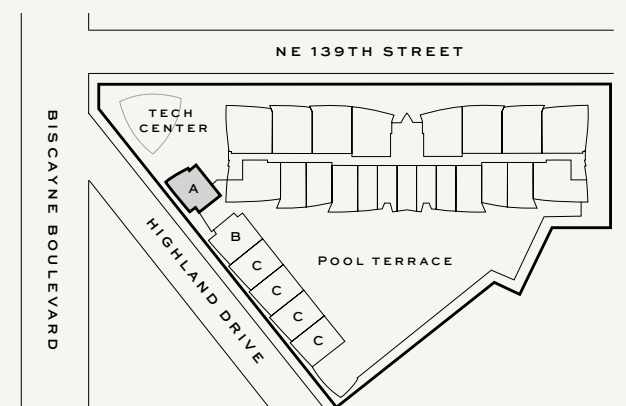 NE 139TH STREET
BISCAYNE BOULEVARD
TECH
CENTER
A
HIGHLAND DRIVE
B
C
C
C
C
POOL TERRACE